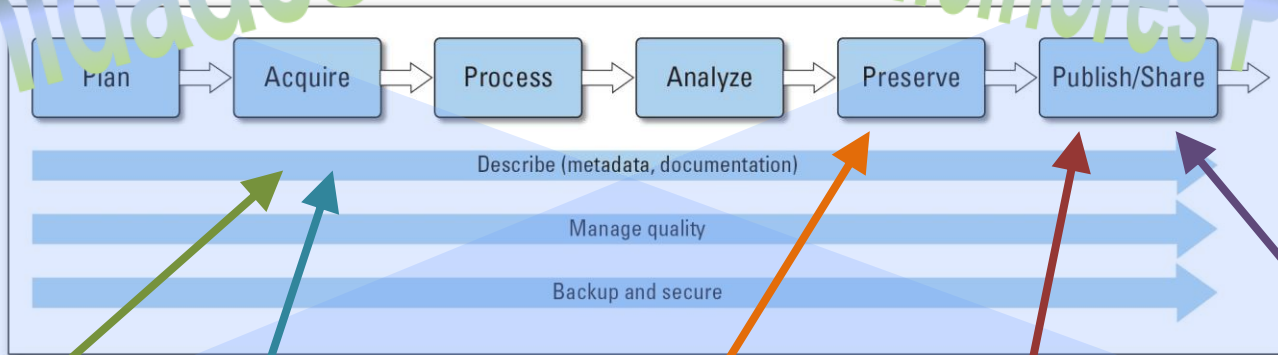 Plan
Acquire
Process
Analyze
Preserve
Publish/Share
Describe (metadata, documentation)
Manage quality
Backup and secure